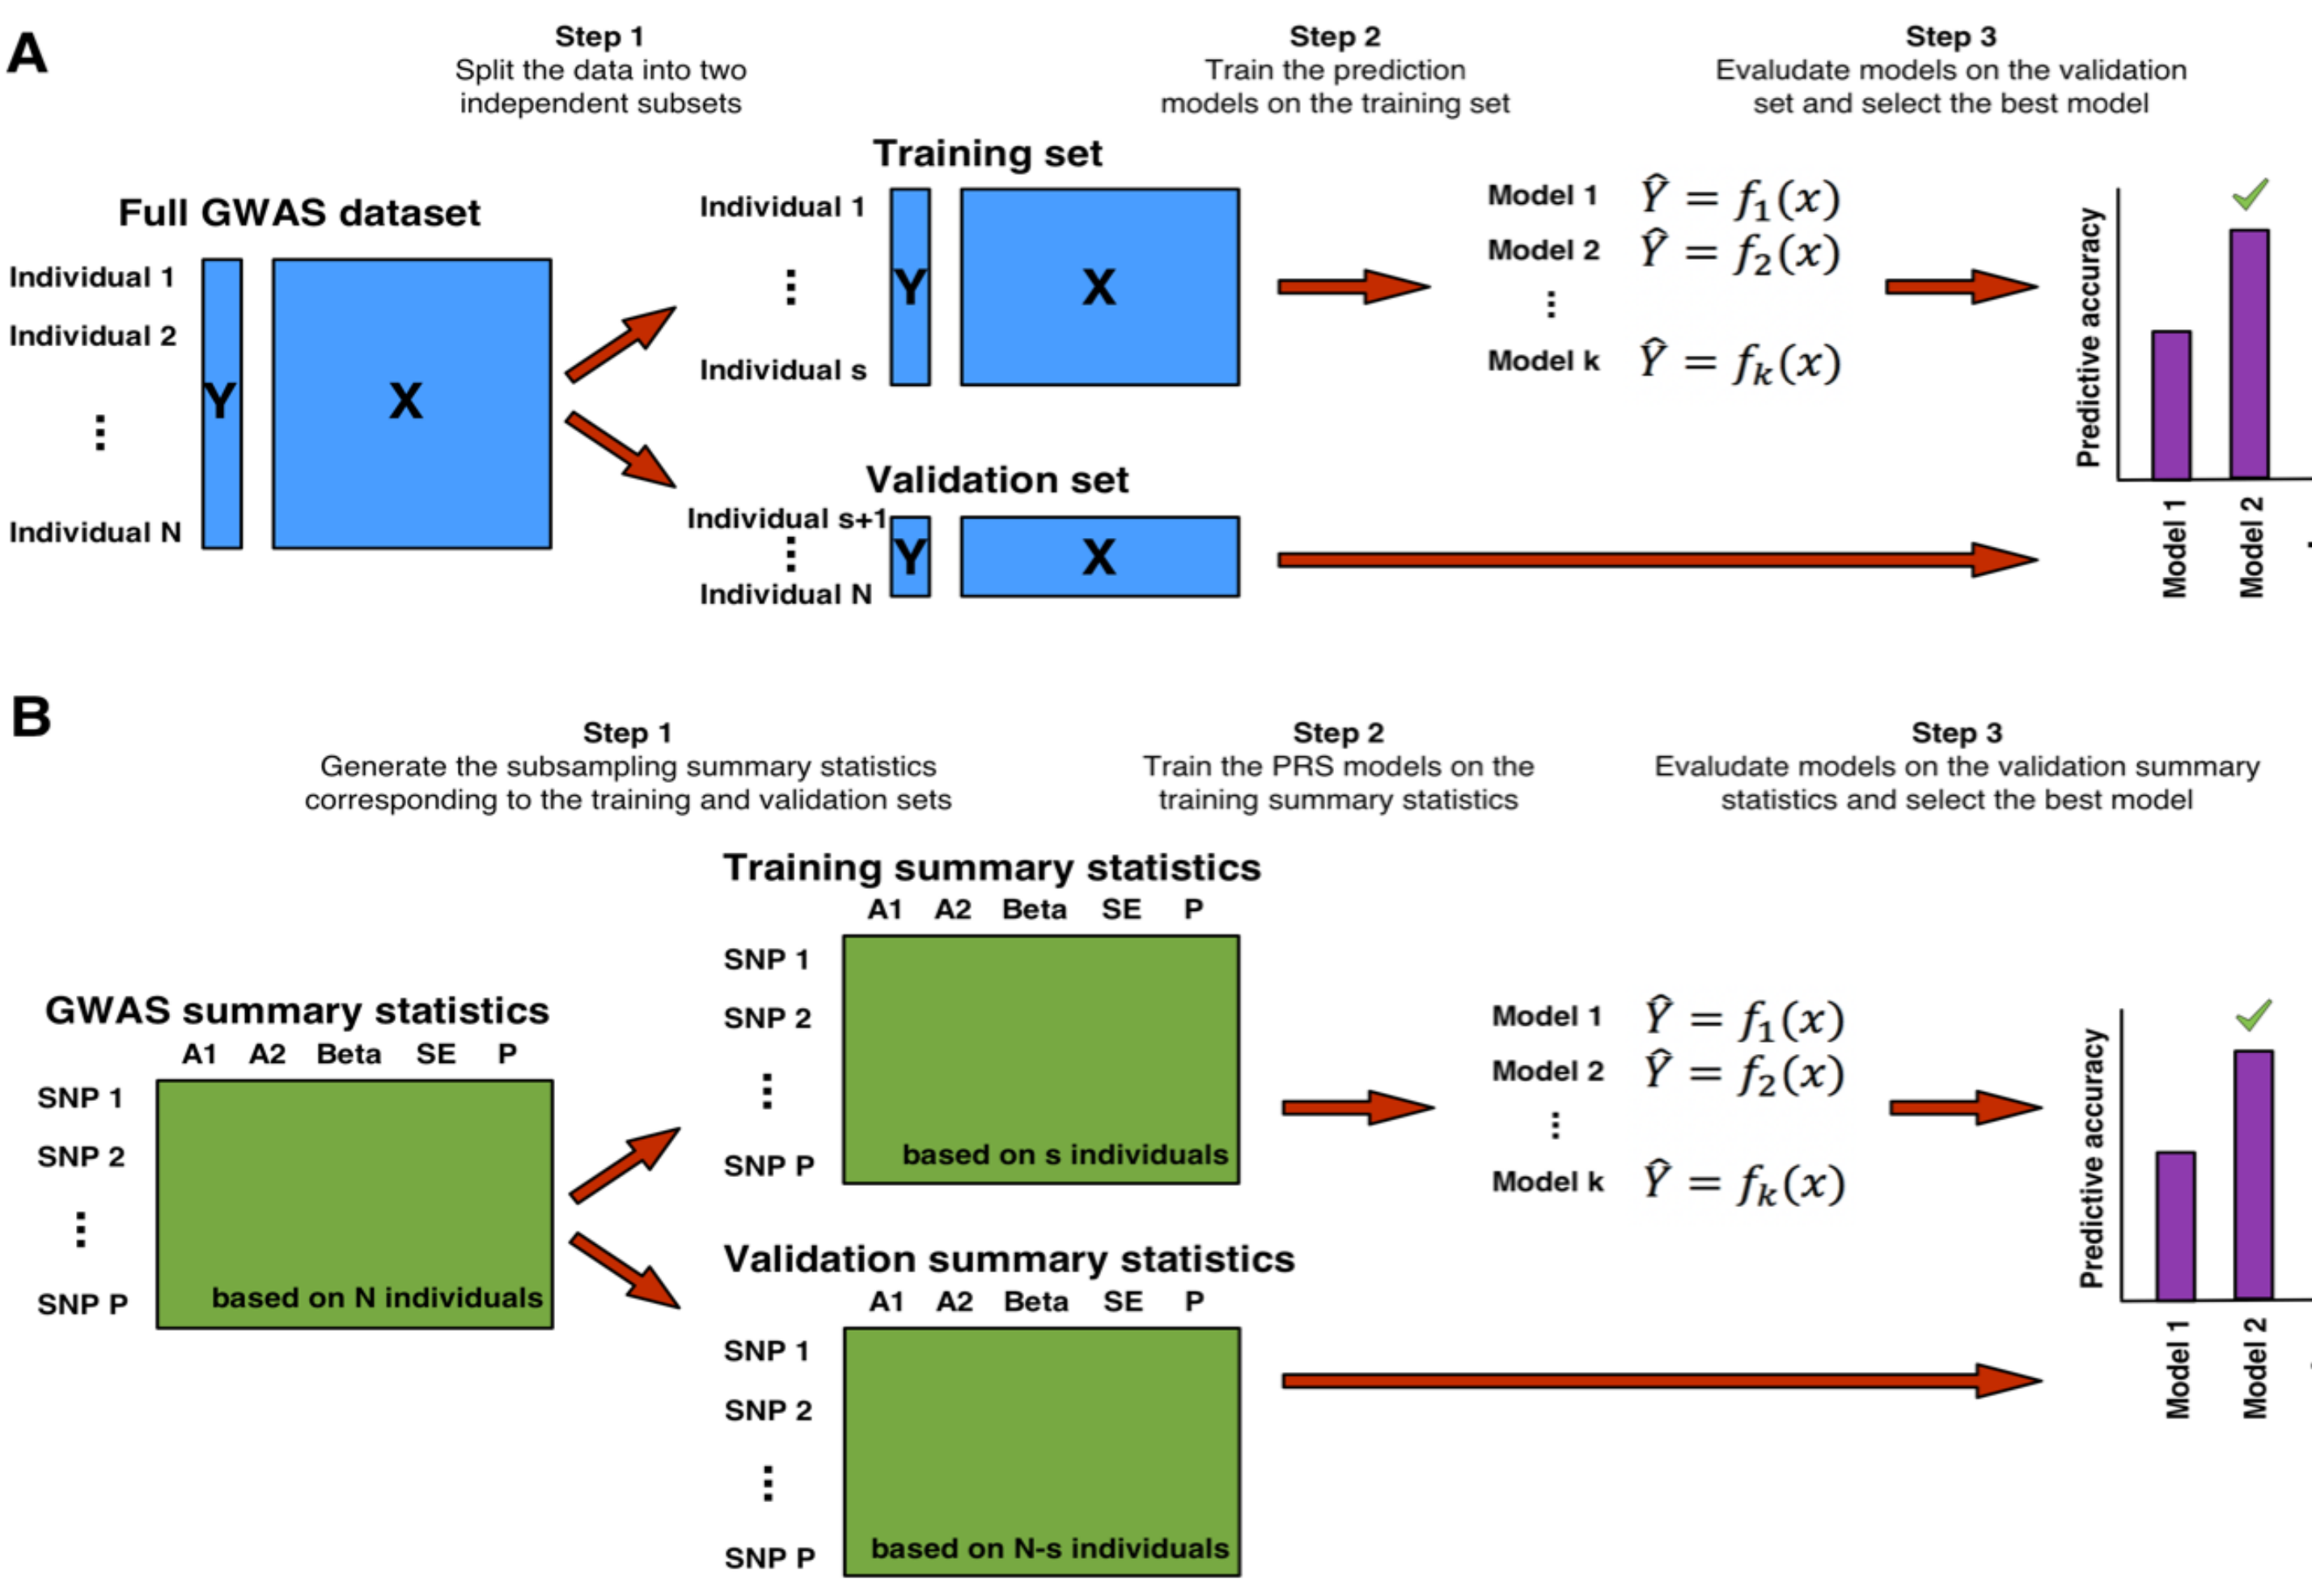 A
Step 1
Split the data into two
independent subsets
Step 2
Train the prediction
models on the training set
Step 3
Evaludate models on the validation
set and select the best model
Full GWAS dataset
Individual 1
Individual 2
⋮
Individual N
Y
X
Training set
Individual 1
⋮
Individual s
Y
X
Validation set
Individual s+1
⋮
Individual N
Y
X
Model 1 Ŷ = f₁(x)
Model 2 Ŷ = f₂(x)
⋮
Model k Ŷ = fₖ(x)
Predictive accuracy
Model 1
Model 2
B
Step 1
Generate the subsampling summary statistics
corresponding to the training and validation sets
Step 2
Train the PRS models on the
training summary statistics
Step 3
Evaludate models on the validation summary
statistics and select the best model
GWAS summary statistics
A1 A2 Beta SE P
SNP 1
SNP 2
⋮
SNP P
based on N individuals
Training summary statistics
A1 A2 Beta SE P
SNP 1
SNP 2
⋮
SNP P
based on s individuals
Validation summary statistics
A1 A2 Beta SE P
SNP 1
SNP 2
⋮
SNP P
based on N-s individuals
Model 1 Ŷ = f₁(x)
Model 2 Ŷ = f₂(x)
⋮
Model k Ŷ = fₖ(x)
Predictive accuracy
Model 1
Model 2